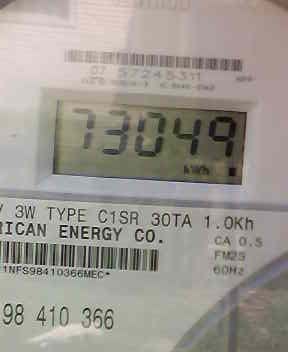 07 57245311
73049
kWh
V 3W TYPE C1SR 30TA 1.0Kh
RICAN ENERGY CO.
CA 0.5
FM2S
60Hz
1NFS98410366MEC*
98 410 366